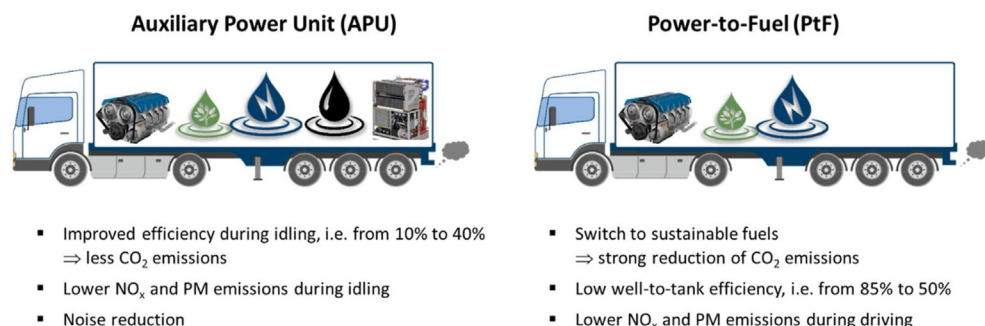 Auxiliary Power Unit (APU)
Power-to-Fuel (PtF)
▪ Improved efficiency during idling, i.e. from 10% to 40%
⇒ less CO₂ emissions
▪ Lower NOₓ and PM emissions during idling
▪ Noise reduction
▪ Switch to sustainable fuels
⇒ strong reduction of CO₂ emissions
▪ Low well-to-tank efficiency, i.e. from 85% to 50%
▪ Lower NOₓ and PM emissions during driving